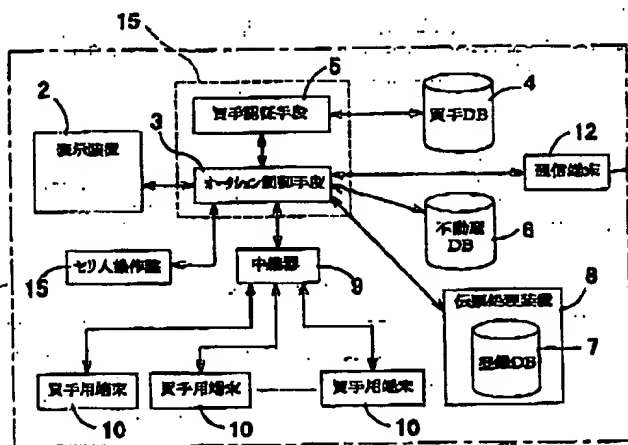 15
5
買手認証手段
4
買手DB
2
表示装置
3
オークション制御手段
12
通信端末
不動産
DB
6
セリ人操作盤
15
中継器
9
伝票処理装置
8
登録DB
7
買手用端末
買手用端末
買手用端末
10
10
10